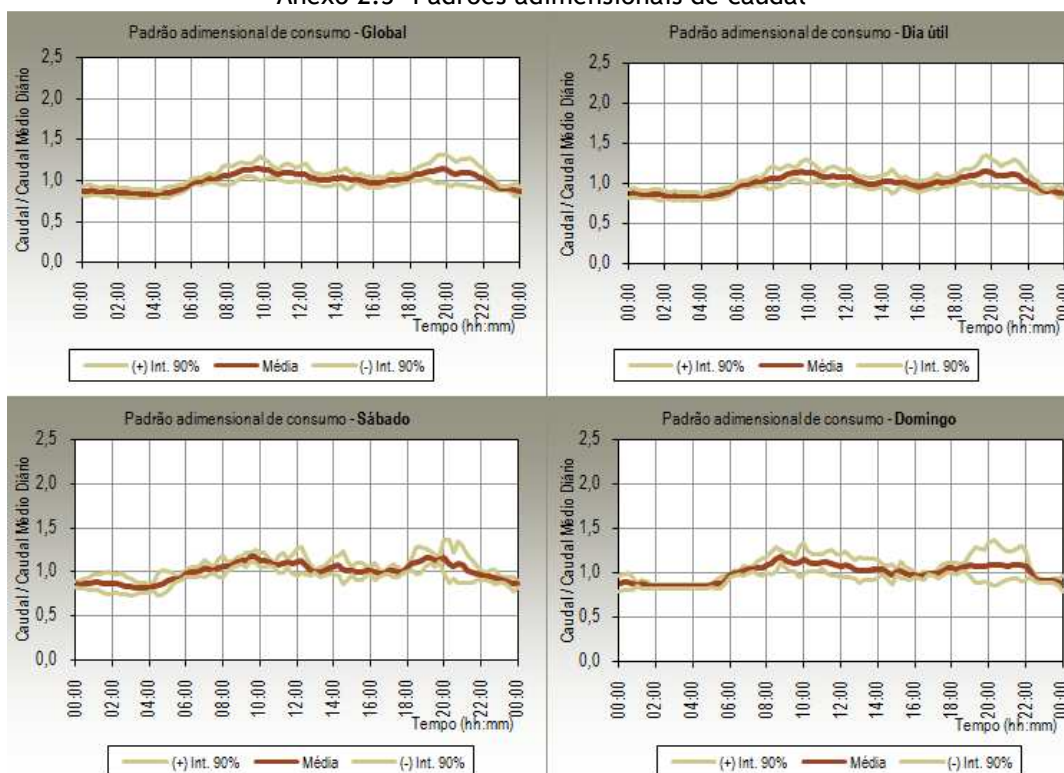 Anexo 2.3- Padrões adimensionais de caudal
Padrão adimensional de consumo - Global
Caudal / Caudal Médio Diário
2,5
2,0
1,5
1,0
0,5
0,0
00:00 02:00 04:00 06:00 08:00 10:00 12:00 14:00 16:00 18:00 20:00 22:00 00:00
Tempo (hh:mm)
(+) Int. 90% Média (-) Int. 90%
Padrão adimensional de consumo - Dia útil
Caudal / Caudal Médio Diário
2,5
2,0
1,5
1,0
0,5
0,0
00:00 02:00 04:00 06:00 08:00 10:00 12:00 14:00 16:00 18:00 20:00 22:00 00:00
Tempo (hh:mm)
(+) Int. 90% Média (-) Int. 90%
Padrão adimensional de consumo - Sábado
Caudal / Caudal Médio Diário
2,5
2,0
1,5
1,0
0,5
0,0
00:00 02:00 04:00 06:00 08:00 10:00 12:00 14:00 16:00 18:00 20:00 22:00 00:00
Tempo (hh:mm)
(+) Int. 90% Média (-) Int. 90%
Padrão adimensional de consumo - Domingo
Caudal / Caudal Médio Diário
2,5
2,0
1,5
1,0
0,5
0,0
00:00 02:00 04:00 06:00 08:00 10:00 12:00 14:00 16:00 18:00 20:00 22:00 00:00
Tempo (hh:mm)
(+) Int. 90% Média (-) Int. 90%